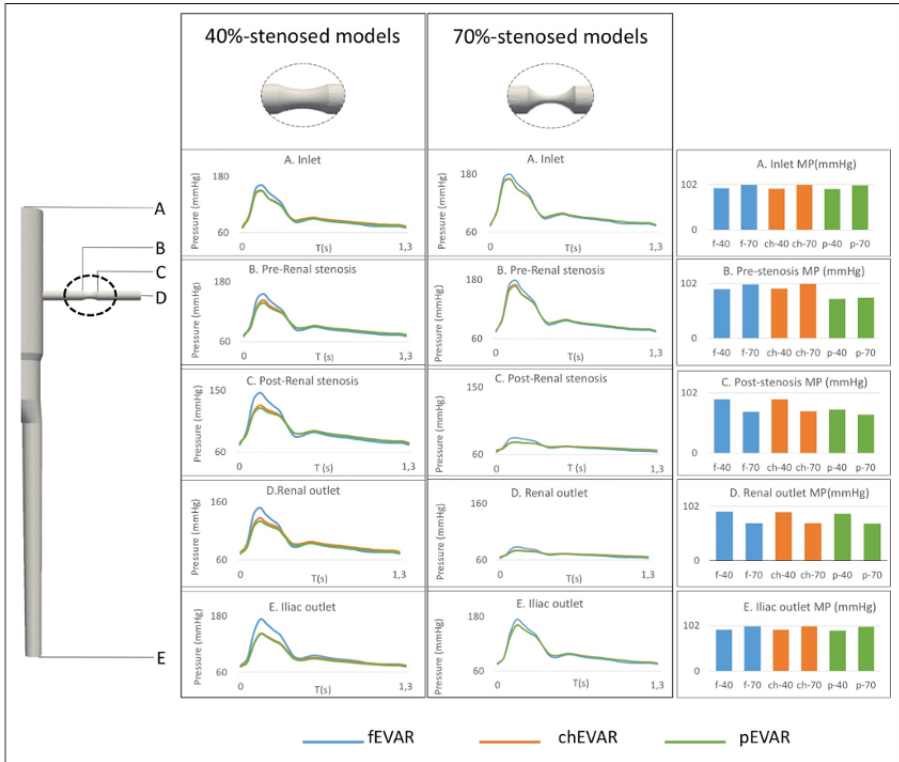 40%-stenosed models
70%-stenosed models
A
B
C
D
E
A. Inlet
180
60
Pressure (mmHg)
0
T(s)
1,3
A. Inlet
180
60
Pressure (mmHg)
0
T(s)
1,3
A. Inlet MP(mmHg)
102
0
f-40 f-70 ch-40 ch-70 p-40 p-70
B. Pre-Renal stenosis
180
60
Pressure (mmHg)
0
T (s)
1,3
B. Pre-Renal stenosis
180
60
Pressure (mmHg)
0
T (s)
1,3
B. Pre-stenosis MP (mmHg)
102
0
f-40 f-70 ch-40 ch-70 p-40 p-70
C. Post-Renal stenosis
150
60
Pressure (mmHg)
0
T (s)
1,3
C. Post-Renal stenosis
150
60
Pressure (mmHg)
0
T (s)
1,3
C. Post-stenosis MP (mmHg)
102
0
f-40 f-70 ch-40 ch-70 p-40 p-70
D.Renal outlet
160
60
Pressure (mmHg)
0
T(s)
1,3
D. Renal outlet
160
60
Pressure (mmHg)
0
T(s)
1,3
D. Renal outlet MP(mmHg)
102
0
f-40 f-70 ch-40 ch-70 p-40 p-70
E. Iliac outlet
180
60
Pressure (mmHg)
0
T(s)
1,3
E. Iliac outlet
180
60
Pressure (mmHg)
0
T(s)
1,3
E. Iliac outlet MP (mmHg)
102
0
f-40 f-70 ch-40 ch-70 p-40 p-70
fEVAR
chEVAR
pEVAR